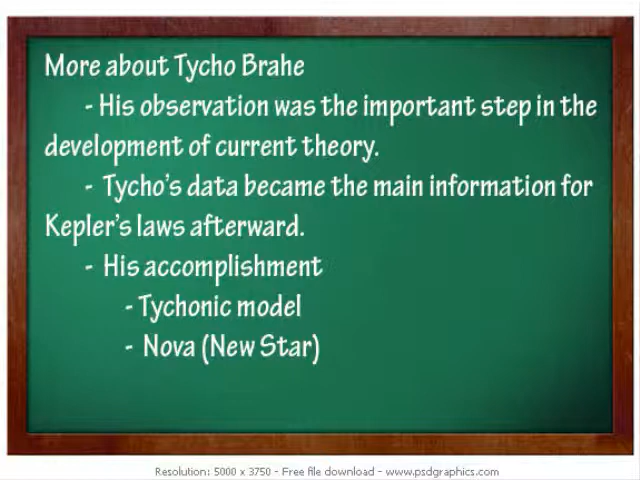 More about Tycho Brahe
- His observation was the important step in the
development of current theory.
- Tycho's data became the main information for
Kepler's laws afterward.
- His accomplishment
- Tychonic model
- Nova (New Star)
Resolution: 5000 x 3750 - Free file download - www.psdgraphics.com